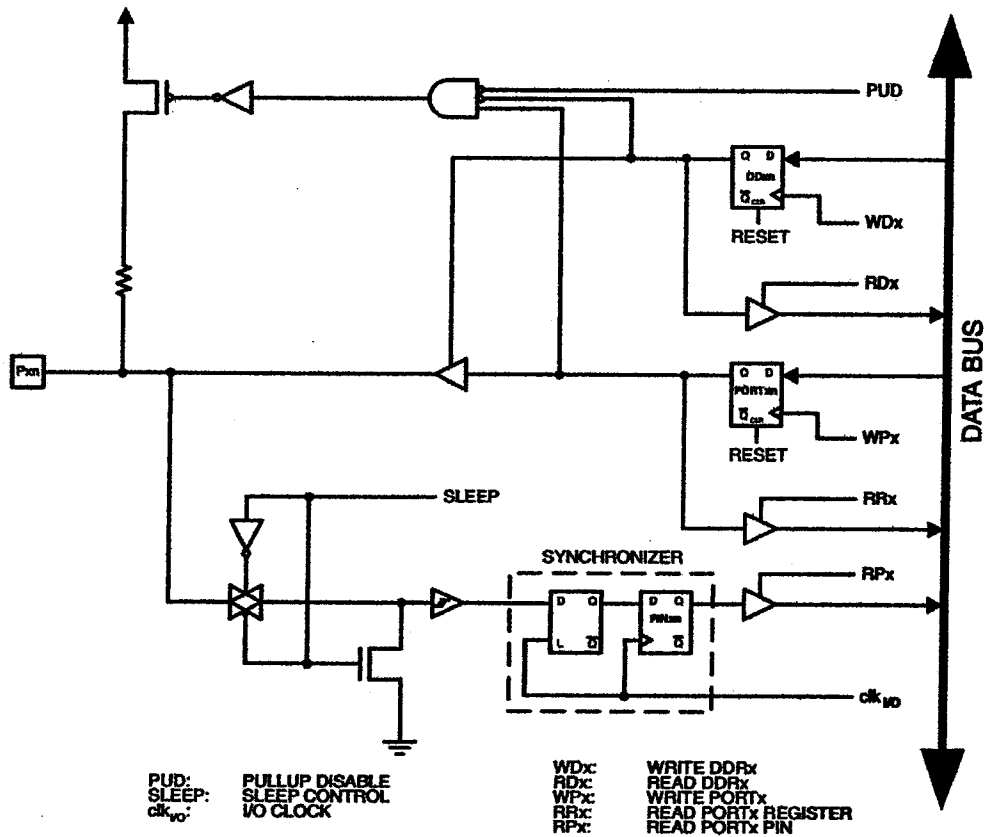 PUD
Q D
DDxn
Q̅ CLR
WDx
RESET
RDx
Pxn
Q D
PORTxn
Q̅ CLR
WPx
RESET
DATA BUS
SLEEP
RRx
SYNCHRONIZER
RPx
D Q
D Q
PINxn
L Q̅
Q̅
clkI/O
PUD: PULLUP DISABLE
SLEEP: SLEEP CONTROL
clkI/O: I/O CLOCK
WDx: WRITE DDRx
RDx: READ DDRx
WPx: WRITE PORTx
RRx: READ PORTx REGISTER
RPx: READ PORTx PIN